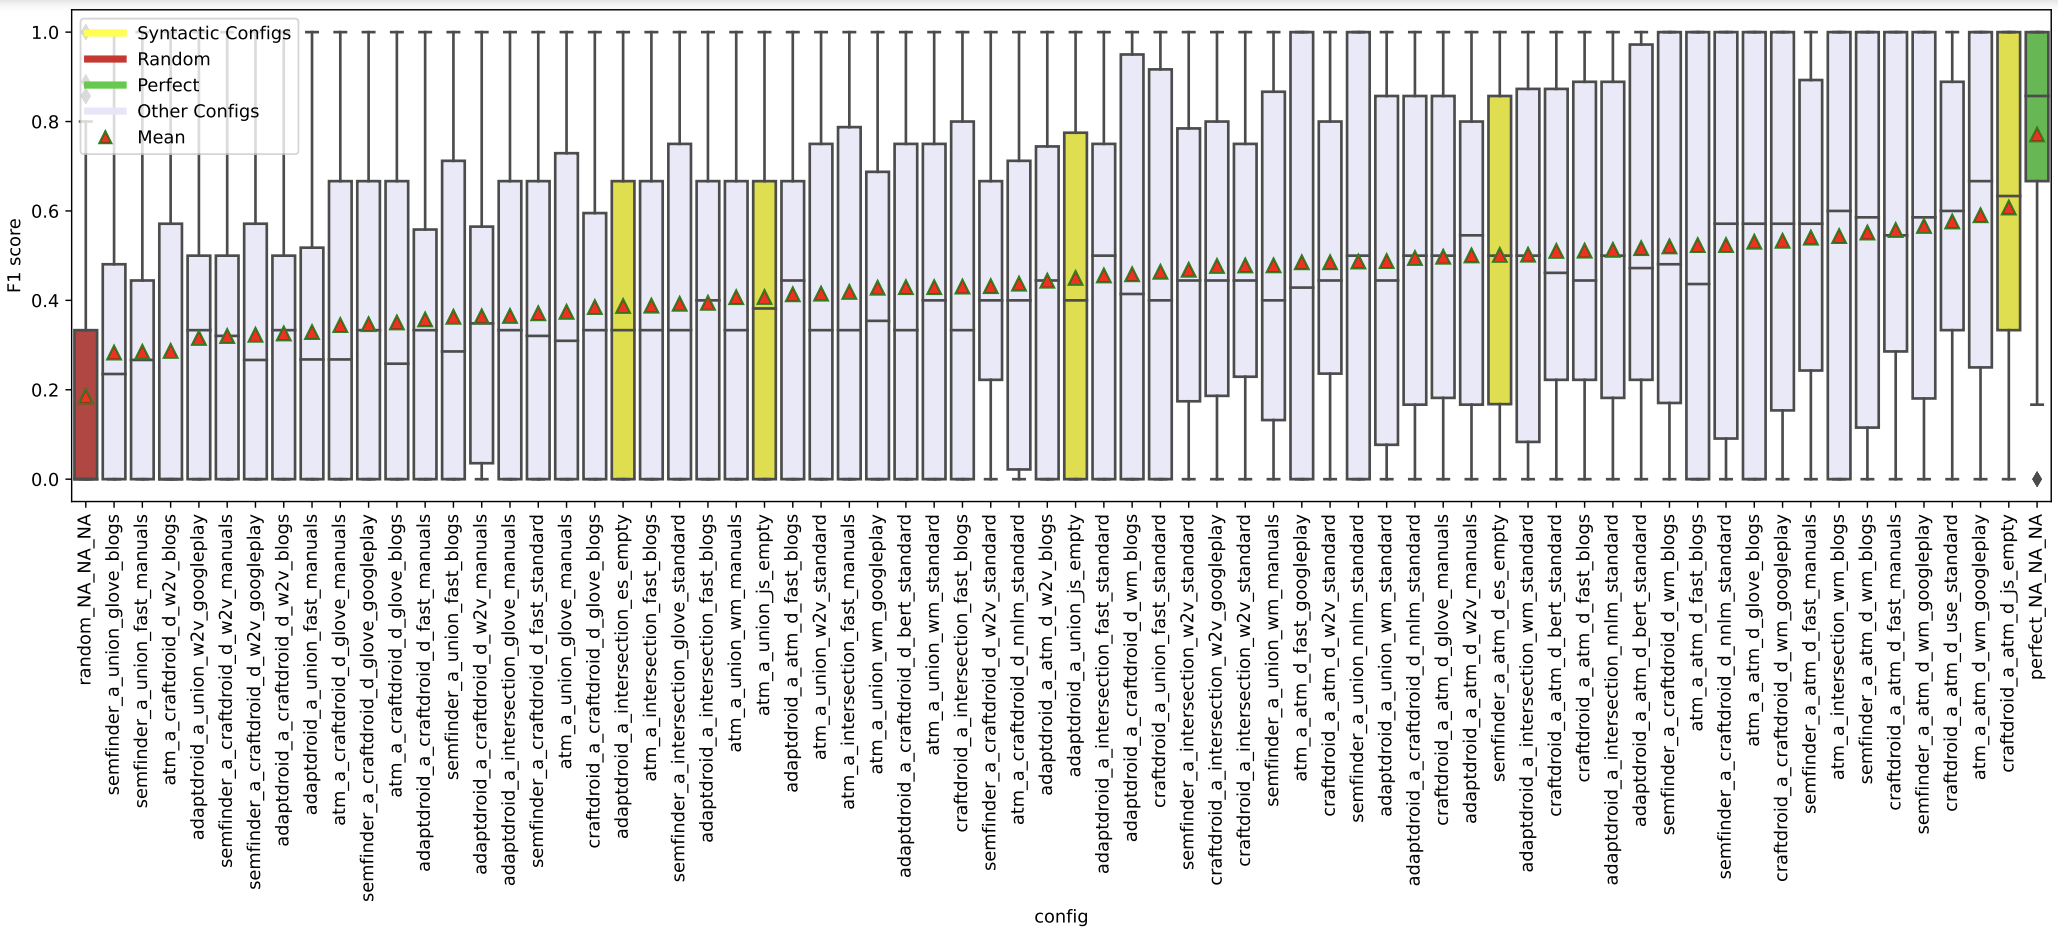 1.0
0.8
0.6
0.4
0.2
0.0
F1 score
Syntactic Configs
Random
Perfect
Other Configs
Mean
random_NA_NA_NA
semfinder_a_union_glove_blogs
semfinder_a_union_fast_manuals
atm_a_craftdroid_d_w2v_blogs
adaptdroid_a_union_w2v_googleplay
semfinder_a_craftdroid_d_w2v_manuals
semfinder_a_craftdroid_d_w2v_googleplay
adaptdroid_a_craftdroid_d_w2v_blogs
adaptdroid_a_union_fast_manuals
atm_a_craftdroid_d_glove_manuals
semfinder_a_craftdroid_d_glove_googleplay
atm_a_craftdroid_d_glove_blogs
adaptdroid_a_craftdroid_d_fast_manuals
semfinder_a_union_fast_blogs
adaptdroid_a_craftdroid_d_w2v_manuals
adaptdroid_a_intersection_glove_manuals
semfinder_a_craftdroid_d_fast_standard
atm_a_union_glove_manuals
craftdroid_a_craftdroid_d_glove_blogs
adaptdroid_a_intersection_es_empty
atm_a_intersection_fast_blogs
semfinder_a_intersection_glove_standard
adaptdroid_a_intersection_fast_blogs
atm_a_union_wm_manuals
atm_a_union_js_empty
adaptdroid_a_atm_d_fast_blogs
atm_a_union_w2v_standard
atm_a_intersection_fast_manuals
atm_a_union_wm_googleplay
adaptdroid_a_craftdroid_d_bert_standard
atm_a_union_wm_standard
craftdroid_a_intersection_fast_blogs
semfinder_a_craftdroid_d_w2v_standard
atm_a_craftdroid_d_nnlm_standard
adaptdroid_a_atm_d_w2v_blogs
adaptdroid_a_union_js_empty
adaptdroid_a_intersection_fast_standard
adaptdroid_a_craftdroid_d_wm_blogs
craftdroid_a_union_fast_standard
semfinder_a_intersection_w2v_standard
craftdroid_a_intersection_w2v_googleplay
craftdroid_a_intersection_w2v_standard
semfinder_a_union_wm_manuals
atm_a_atm_d_fast_googleplay
craftdroid_a_atm_d_w2v_standard
semfinder_a_union_nnlm_standard
adaptdroid_a_union_wm_standard
adaptdroid_a_craftdroid_d_nnlm_standard
craftdroid_a_atm_d_glove_manuals
adaptdroid_a_atm_d_w2v_manuals
semfinder_a_atm_d_es_empty
adaptdroid_a_intersection_wm_standard
craftdroid_a_atm_d_bert_standard
craftdroid_a_atm_d_fast_blogs
adaptdroid_a_intersection_nnlm_standard
adaptdroid_a_atm_d_bert_standard
semfinder_a_craftdroid_d_wm_blogs
atm_a_atm_d_fast_blogs
semfinder_a_craftdroid_d_nnlm_standard
atm_a_atm_d_glove_blogs
craftdroid_a_craftdroid_d_wm_googleplay
semfinder_a_atm_d_fast_manuals
atm_a_intersection_wm_blogs
semfinder_a_atm_d_wm_blogs
craftdroid_a_atm_d_fast_manuals
semfinder_a_atm_d_wm_googleplay
craftdroid_a_atm_d_use_standard
atm_a_atm_d_wm_googleplay
craftdroid_a_atm_d_js_empty
perfect_NA_NA_NA
config